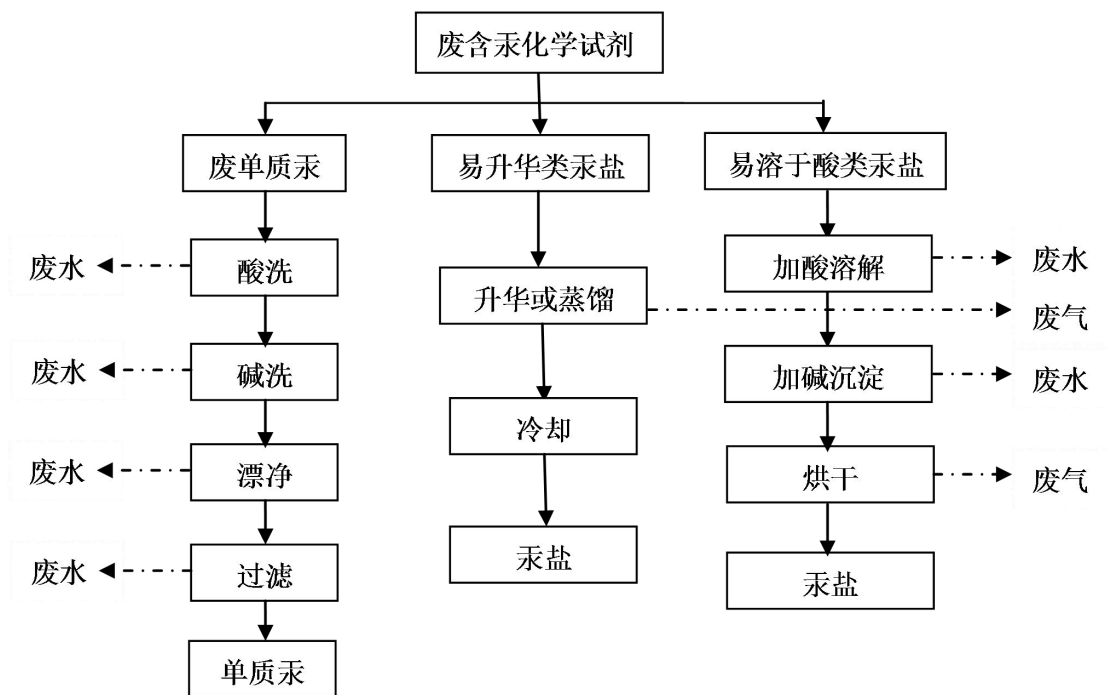 废含汞化学试剂
废单质汞
易升华类汞盐
易溶于酸类汞盐
废水
酸洗
加酸溶解
废水
升华或蒸馏
废气
废水
碱洗
加碱沉淀
废水
冷却
废水
漂净
烘干
废气
汞盐
废水
过滤
汞盐
单质汞